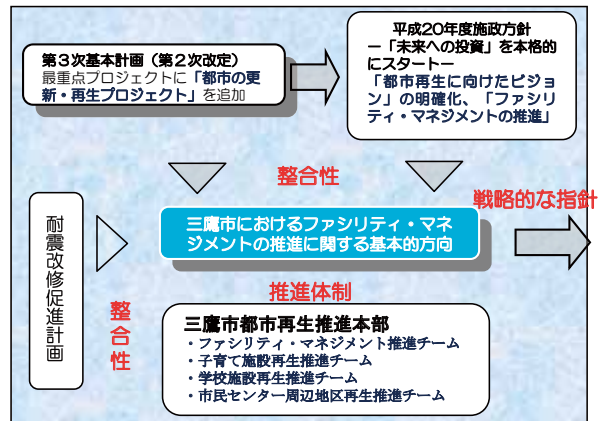 第３次基本計画（第２次改定）
最重点プロジェクトに「都市の更
新・再生プロジェクト」を追加
平成２０年度施政方針
－「未来への投資」を本格的
にスタート－
「都市再生に向けたビジョ
ン」の明確化、「ファシリ
ティ・マネジメントの推進」
整合性
戦略的な指針
耐震改修促進計画
整合性
三鷹市におけるファシリティ・マネ
ジメントの推進に関する基本的方向
推進体制
三鷹市都市再生推進本部
・ファシリティ・マネジメント推進チーム
・子育て施設再生推進チーム
・学校施設再生推進チーム
・市民センター周辺地区再生推進チーム